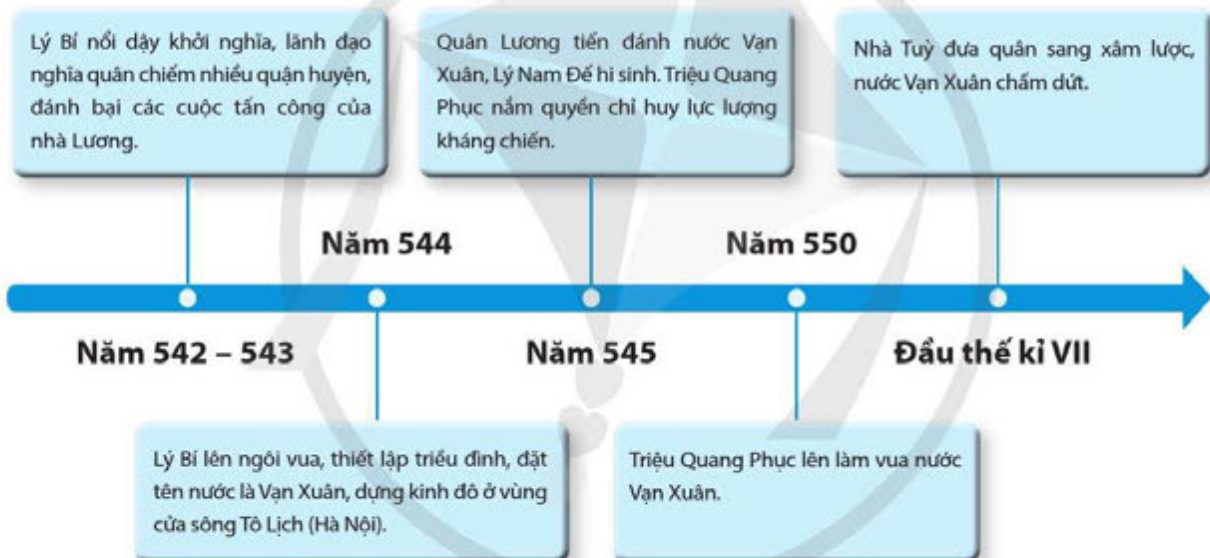 Lý Bí nổi dậy khởi nghĩa, lãnh đạo
nghĩa quân chiếm nhiều quận huyện,
đánh bại các cuộc tấn công của
nhà Lương.
Quân Lương tiến đánh nước Vạn
Xuân, Lý Nam Đế hi sinh. Triệu Quang
Phục nắm quyền chỉ huy lực lượng
kháng chiến.
Nhà Tuỳ đưa quân sang xâm lược,
nước Vạn Xuân chấm dứt.
Năm 544
Năm 550
Năm 542 – 543
Năm 545
Đầu thế kỉ VII
Lý Bí lên ngôi vua, thiết lập triều đình, đặt
tên nước là Vạn Xuân, dựng kinh đô ở vùng
cửa sông Tô Lịch (Hà Nội).
Triệu Quang Phục lên làm vua nước
Vạn Xuân.